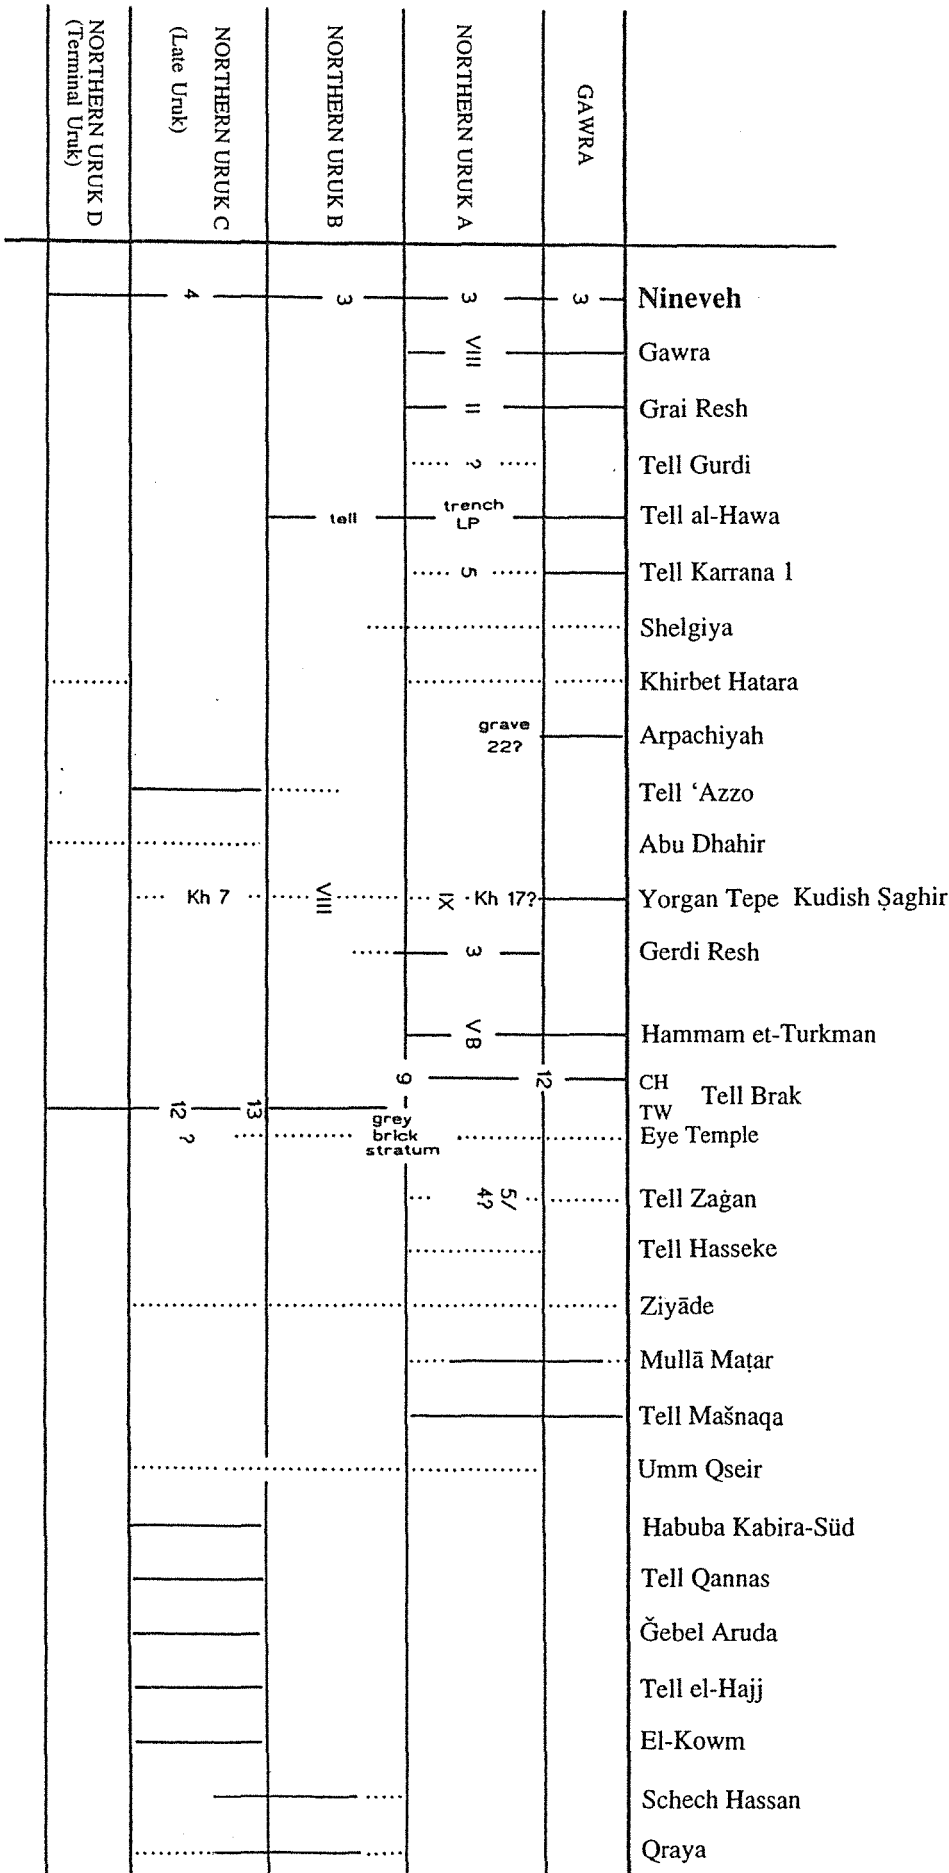 NORTHERN URUK D
(Terminal Uruk)
NORTHERN URUK C
(Late Uruk)
NORTHERN URUK B
NORTHERN URUK A
GAWRA
4 3 3 3 Nineveh
VIII Gawra
II Grai Resh
? Tell Gurdi
tell trench LP Tell al-Hawa
5 Tell Karrana 1
Shelgiya
Khirbet Hatara
grave 22? Arpachiyah
Tell ‘Azzo
Abu Dhahir
Kh 7 VIII IX Kh 17? Yorgan Tepe Kudish Ṣaghir
3 Gerdi Resh
VB Hammam et-Turkman
9 12 CH
Tell Brak
12 13 TW
? grey brick stratum Eye Temple
5/ 4? Tell Zaġan
Tell Hasseke
Ziyāde
Mullā Maṭar
Tell Mašnaqa
Umm Qseir
Habuba Kabira-Süd
Tell Qannas
Ǧebel Aruda
Tell el-Hajj
El-Kowm
Schech Hassan
Qraya